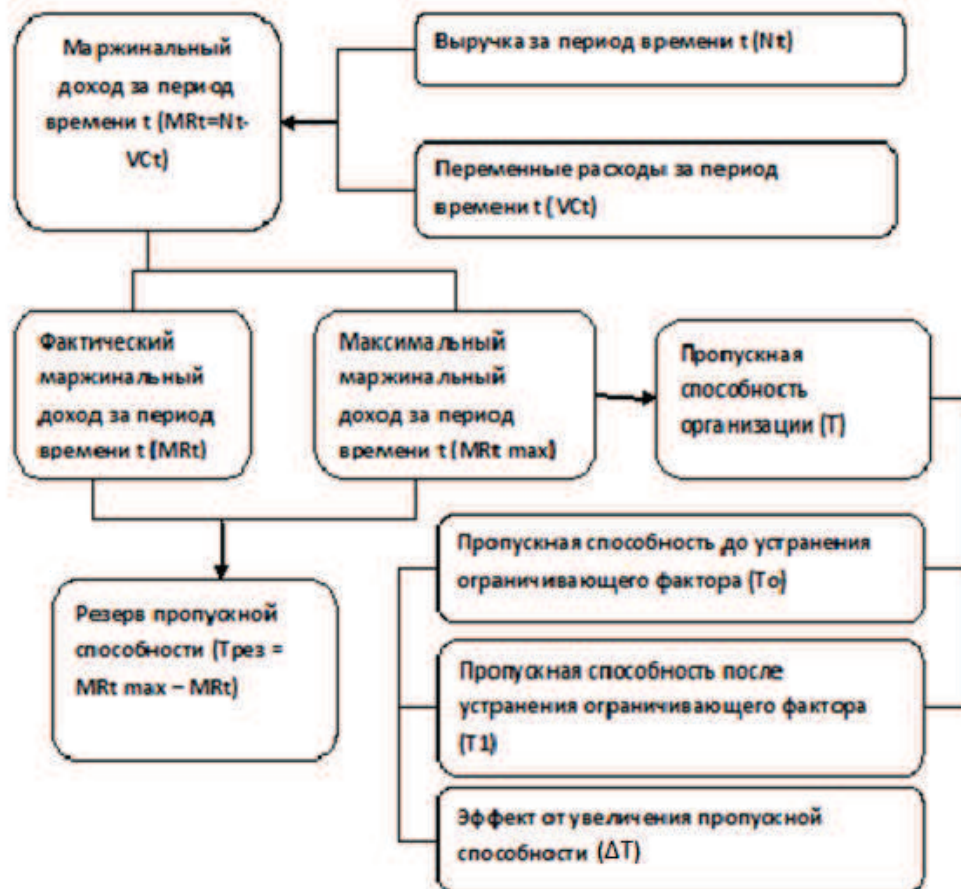 Маржинальный
доход за период
времени t (MRt=Nt-
VCt)
Выручка за период времени t (Nt)
Переменные расходы за период
времени t ( VCt)
Фактический
маржинальный
доход за период
времени t (MRt)
Максимальный
маржинальный
доход за период
времени t (MRt max)
Пропускная
способность
организации (Т)
Пропускная способность до устранения
ограничивающего фактора (То)
Резерв пропускной
способности (Трез =
MRt max – MRt)
Пропускная способность после
устранения ограничивающего фактора
(Т1)
Эффект от увеличения пропускной
способности (ΔT)